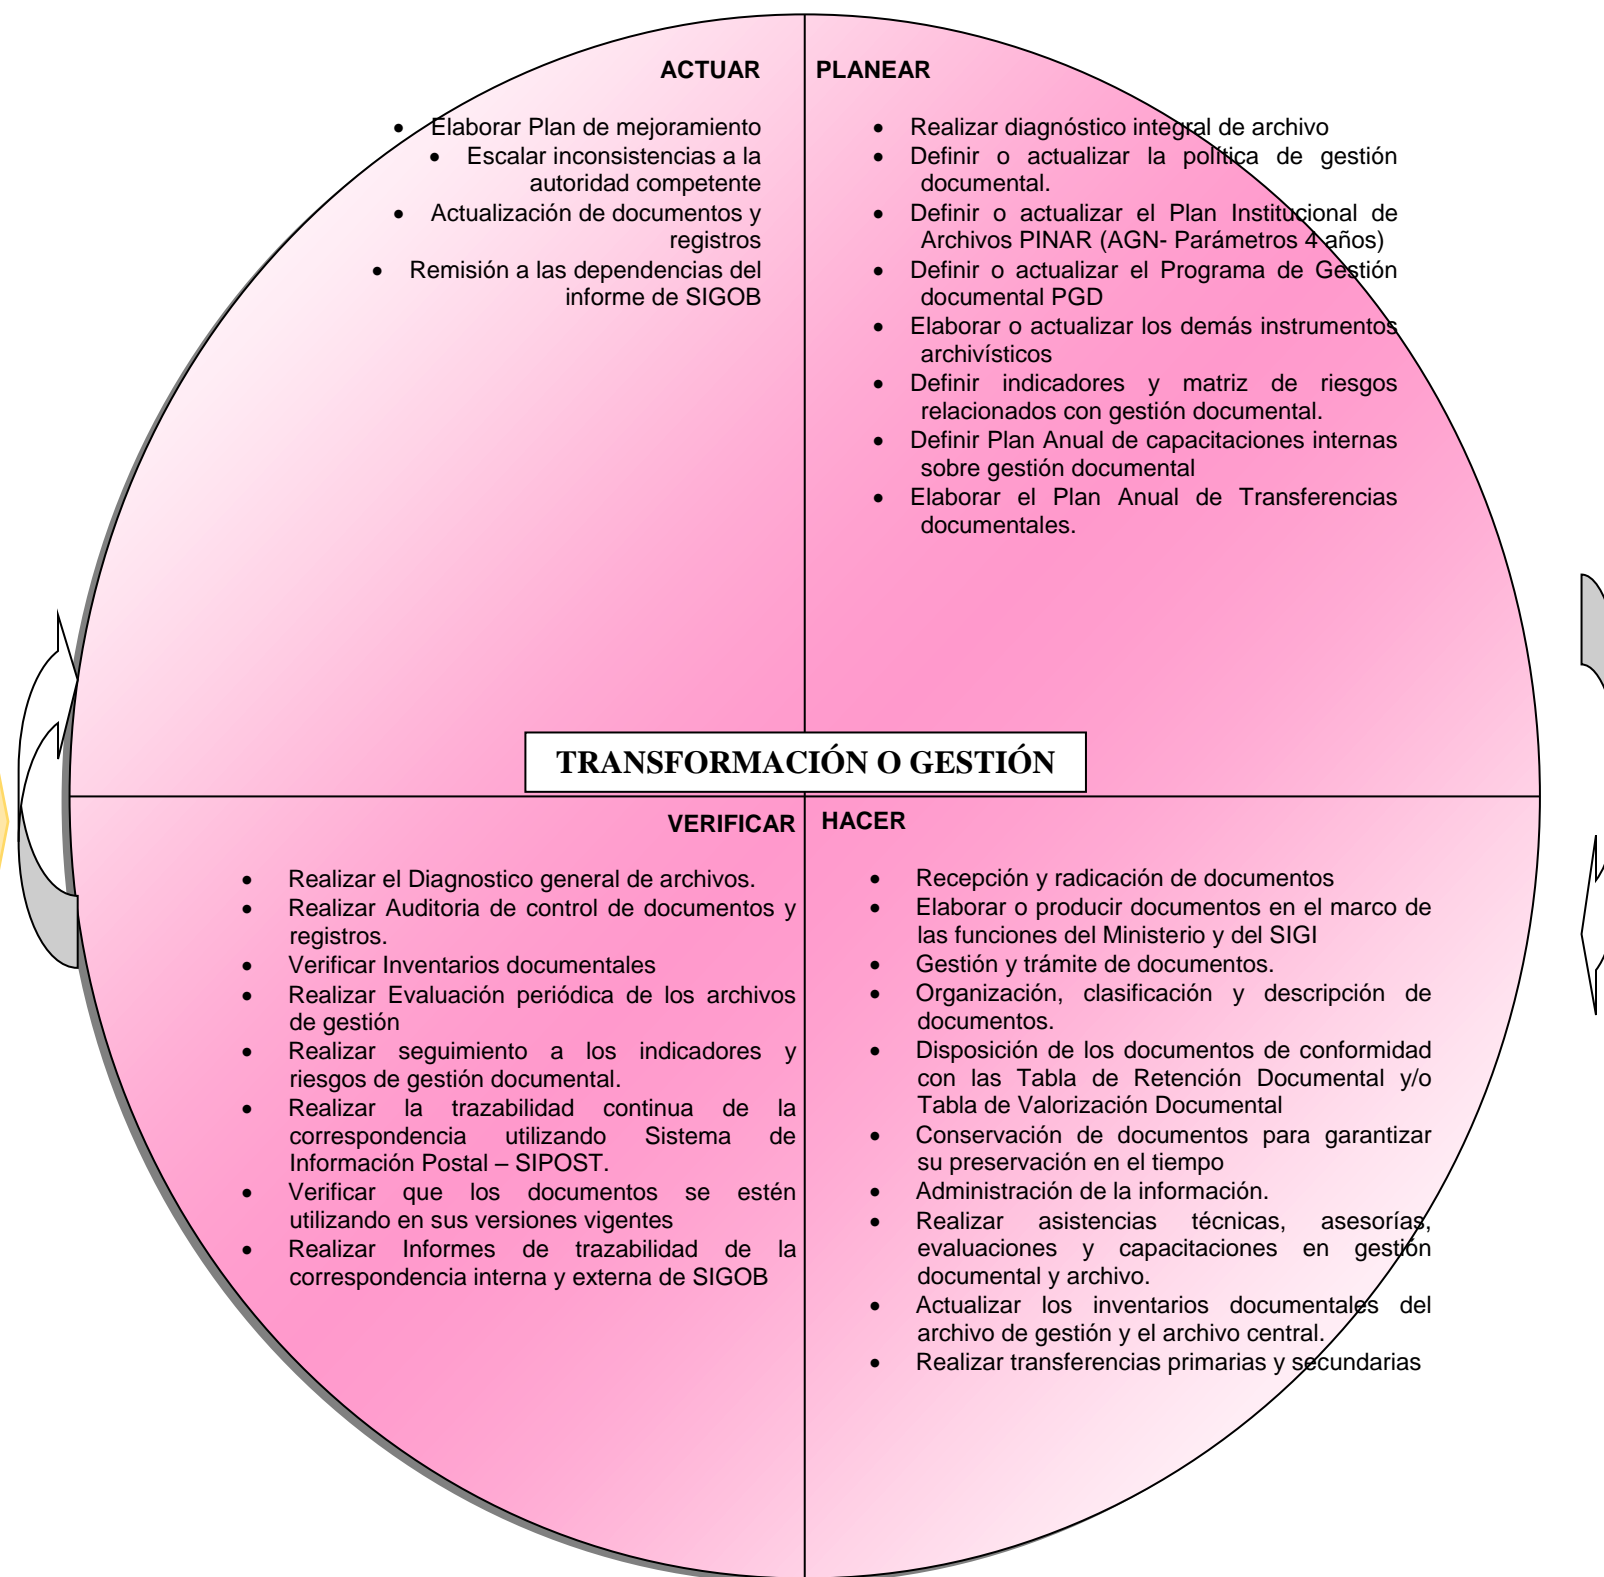 ACTUAR
• Elaborar Plan de mejoramiento
• Escalar inconsistencias a la
autoridad competente
• Actualización de documentos y
registros
• Remisión a las dependencias del
informe de SIGOB
PLANEAR
• Realizar diagnóstico integral de archivo
• Definir o actualizar la política de gestión
documental.
• Definir o actualizar el Plan Institucional de
Archivos PINAR (AGN- Parámetros 4 años)
• Definir o actualizar el Programa de Gestión
documental PGD
• Elaborar o actualizar los demás instrumentos
archivísticos
• Definir indicadores y matriz de riesgos
relacionados con gestión documental.
• Definir Plan Anual de capacitaciones internas
sobre gestión documental
• Elaborar el Plan Anual de Transferencias
documentales.
TRANSFORMACIÓN O GESTIÓN
VERIFICAR
• Realizar el Diagnostico general de archivos.
• Realizar Auditoria de control de documentos y
registros.
• Verificar Inventarios documentales
• Realizar Evaluación periódica de los archivos
de gestión
• Realizar seguimiento a los indicadores y
riesgos de gestión documental.
• Realizar la trazabilidad continua de la
correspondencia utilizando Sistema de
Información Postal – SIPOST.
• Verificar que los documentos se estén
utilizando en sus versiones vigentes
• Realizar Informes de trazabilidad de la
correspondencia interna y externa de SIGOB
HACER
• Recepción y radicación de documentos
• Elaborar o producir documentos en el marco de
las funciones del Ministerio y del SIGI
• Gestión y trámite de documentos.
• Organización, clasificación y descripción de
documentos.
• Disposición de los documentos de conformidad
con las Tabla de Retención Documental y/o
Tabla de Valorización Documental
• Conservación de documentos para garantizar
su preservación en el tiempo
• Administración de la información.
• Realizar asistencias técnicas, asesorías,
evaluaciones y capacitaciones en gestión
documental y archivo.
• Actualizar los inventarios documentales del
archivo de gestión y el archivo central.
• Realizar transferencias primarias y secundarias